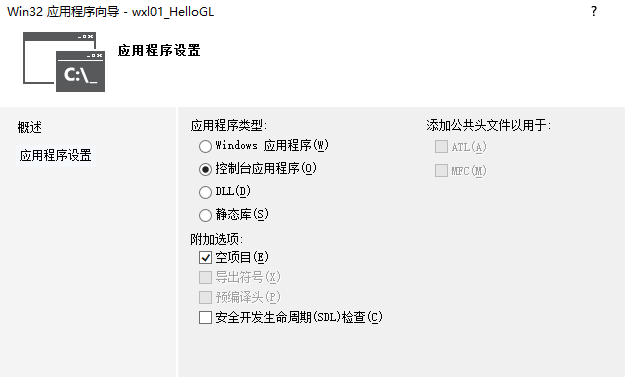 Win32 应用程序向导 - wxl01_HelloGL
?
C:\_
应用程序设置
概述
应用程序设置
应用程序类型:
Windows 应用程序(W)
控制台应用程序(O)
DLL(D)
静态库(S)
附加选项:
空项目(E)
导出符号(X)
预编译头(P)
安全开发生命周期(SDL)检查(C)
添加公共头文件以用于:
ATL(A)
MFC(M)